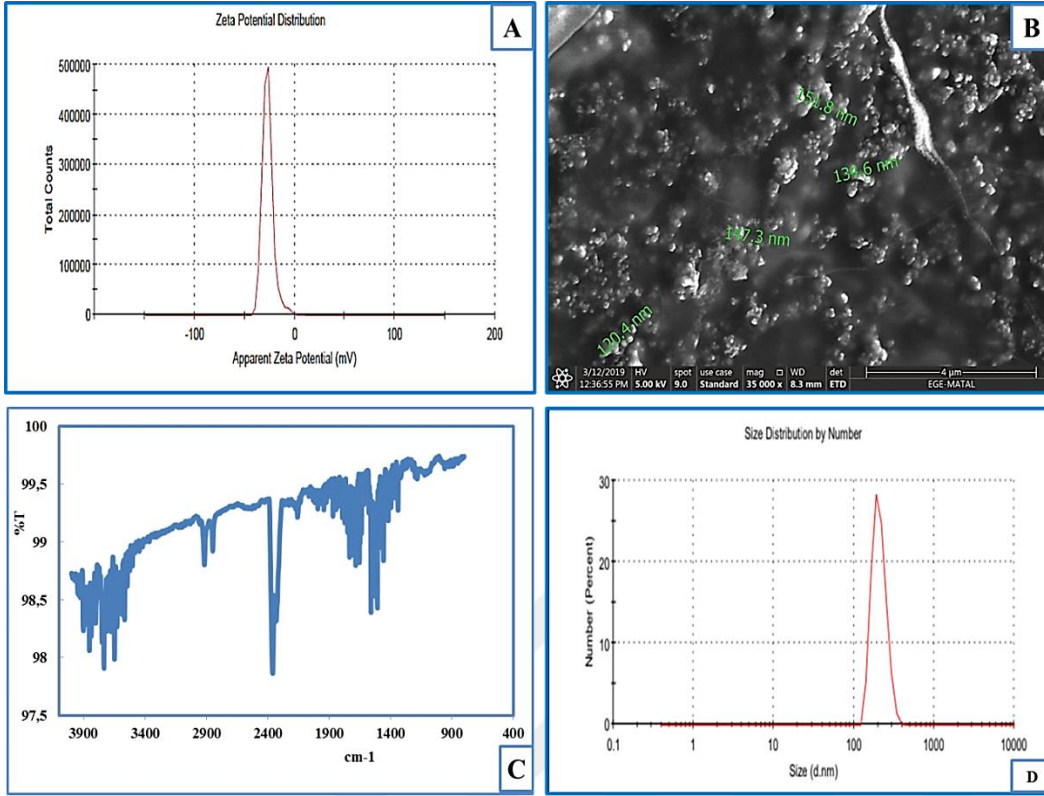 Zeta Potential Distribution
A
500000
400000
300000
200000
100000
0
Total Counts
-100
0
100
200
Apparent Zeta Potential (mV)
B
151.8 nm
147.3 nm
120.4 nm
3/12/2019 HV spot use case mag □ WD det
12:36:55 PM 5.00 kV 9.0 Standard 35 000 x 8.3 mm ETD
4 µm
EGE-MATAL
100
99,5
99
98,5
98
97,5
%T
3900
3400
2900
2400
1900
1400
900
400
cm-1
C
Size Distribution by Number
30
20
10
0
Number (Percent)
0.1
1
10
100
1000
10000
Size (d.nm)
D